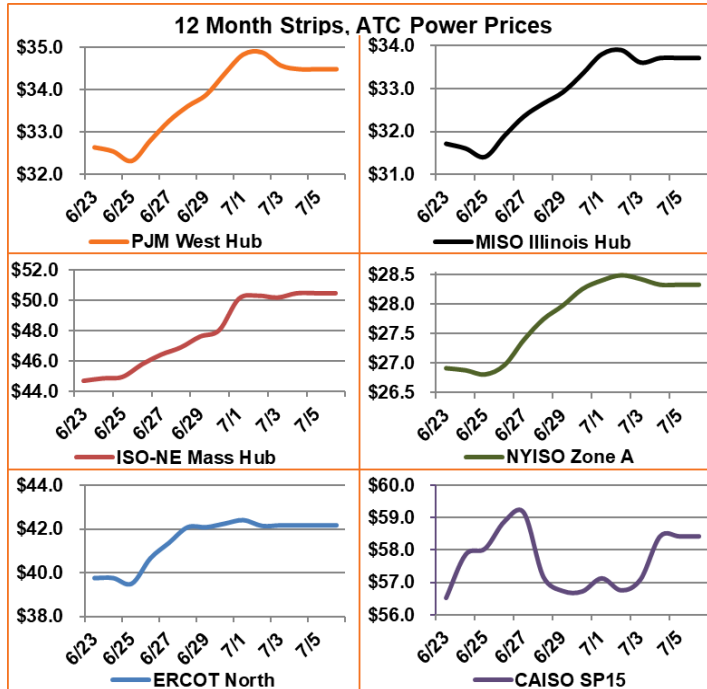 12 Month Strips, ATC Power Prices
$35.0
$34.0
$33.0
$32.0
6/23 6/25 6/27 6/29 7/1 7/3 7/5
PJM West Hub
$34.0
$33.0
$32.0
$31.0
6/23 6/25 6/27 6/29 7/1 7/3 7/5
MISO Illinois Hub
$52.0
$50.0
$48.0
$46.0
$44.0
6/23 6/25 6/27 6/29 7/1 7/3 7/5
ISO-NE Mass Hub
$28.5
$28.0
$27.5
$27.0
$26.5
6/23 6/25 6/27 6/29 7/1 7/3 7/5
NYISO Zone A
$44.0
$42.0
$40.0
$38.0
6/23 6/25 6/27 6/29 7/1 7/3 7/5
ERCOT North
$60.0
$59.0
$58.0
$57.0
$56.0
6/23 6/25 6/27 6/29 7/1 7/3 7/5
CAISO SP15